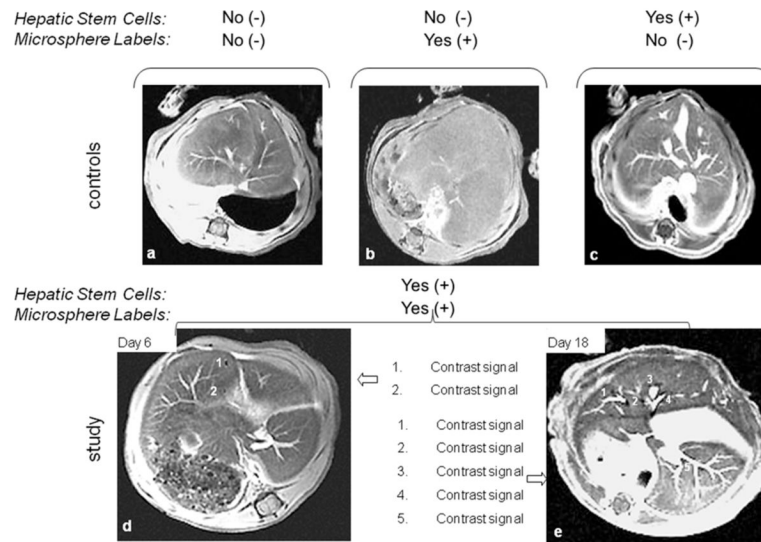 Hepatic Stem Cells: No (-) No (-) Yes (+)
Microsphere Labels: No (-) Yes (+) No (-)
controls
a b c
Hepatic Stem Cells: Yes (+)
Microsphere Labels: Yes (+)
Day 6
Day 18
study
1
2
d
1. Contrast signal
2. Contrast signal
1. Contrast signal
2. Contrast signal
3. Contrast signal
4. Contrast signal
5. Contrast signal
3
1
2 4
5
e